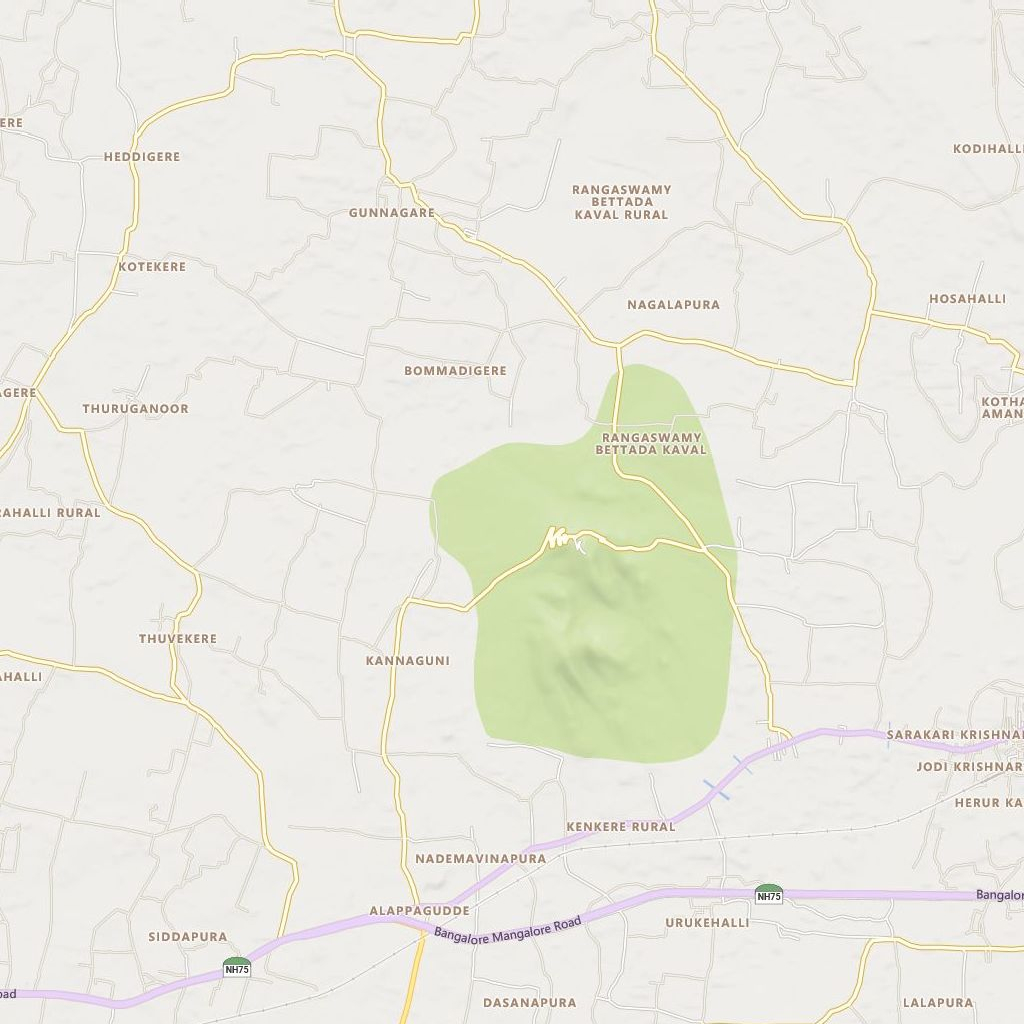 ERE
HEDDIGERE
KODIHALLI
RANGASWAMY
BETTADA
KAVAL RURAL
GUNNAGARE
KOTEKERE
HOSAHALLI
NAGALAPURA
BOMMADIGERE
AGERE
THURUGANOOR
KOTHA
AMAN
RANGASWAMY
BETTADA KAVAL
RAHALLI RURAL
THUVEKERE
KANNAGUNI
AHALLI
SARAKARI KRISHNA
JODI KRISHNAR
HERUR KA
KENKERE RURAL
NADEMAVINAPURA
NH75
Bangalor
ALAPPAGUDDE
URUKEHALLI
Bangalore Mangalore Road
SIDDAPURA
NH75
oad
DASANAPURA
LALAPURA